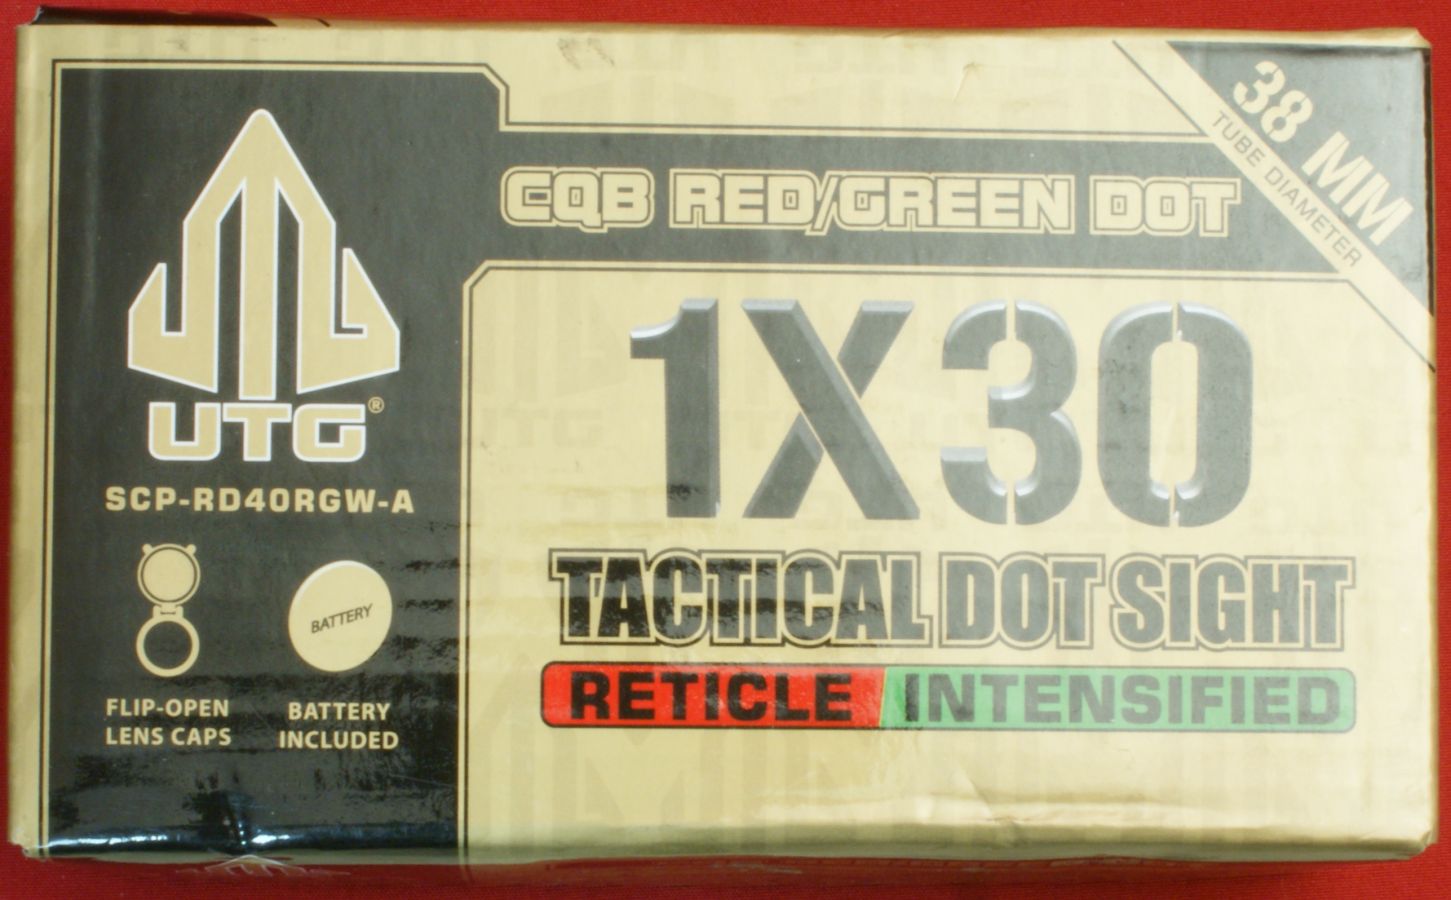 38 MM
TUBE DIAMETER
CQB RED/GREEN DOT
UTG®
SCP-RD40RGW-A
BATTERY
FLIP-OPEN
LENS CAPS
BATTERY
INCLUDED
1X30
TACTICAL DOT SIGHT
RETICLE INTENSIFIED